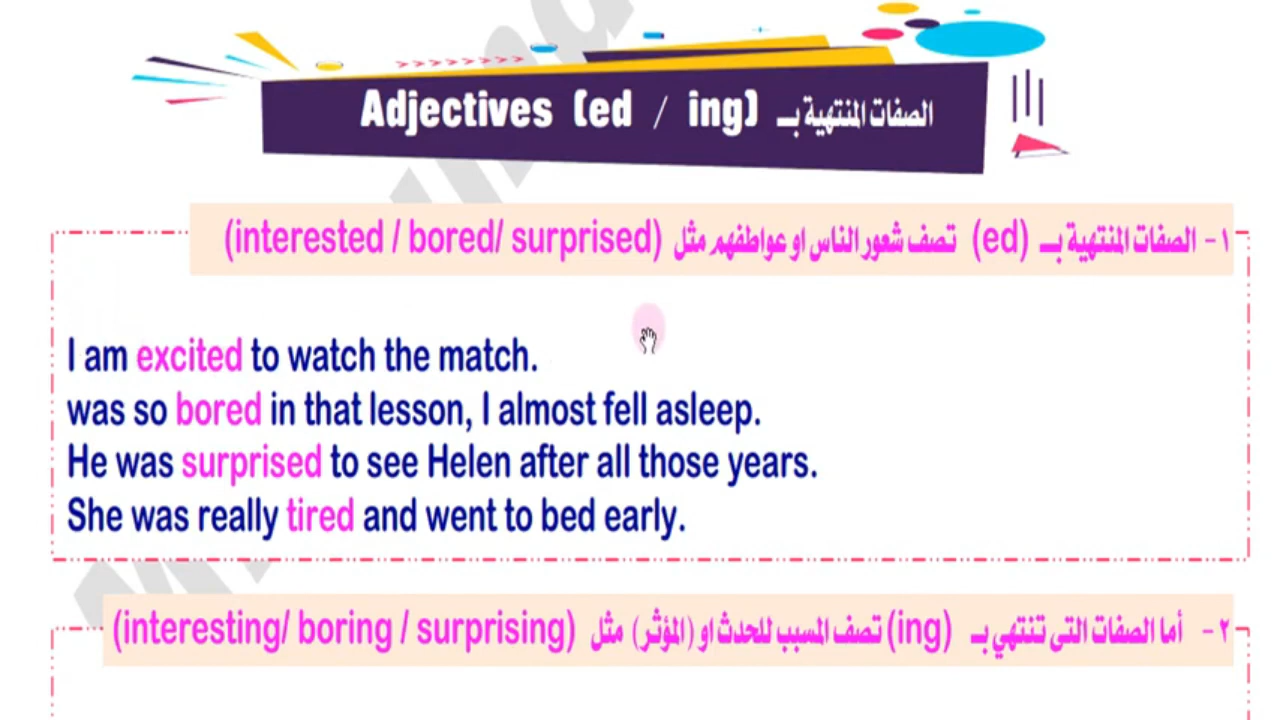 Adjectives (ed / ing) الصفات المنتهية بـ
١- الصفات المنتهية بـ (ed) تصف شعور الناس او عواطفهم مثل (interested / bored/ surprised)
I am excited to watch the match.
was so bored in that lesson, I almost fell asleep.
He was surprised to see Helen after all those years.
She was really tired and went to bed early.
٢- أما الصفات التى تنتهي بـ (ing) تصف المسبب للحدث او (المؤثر) مثل (interesting/ boring / surprising)